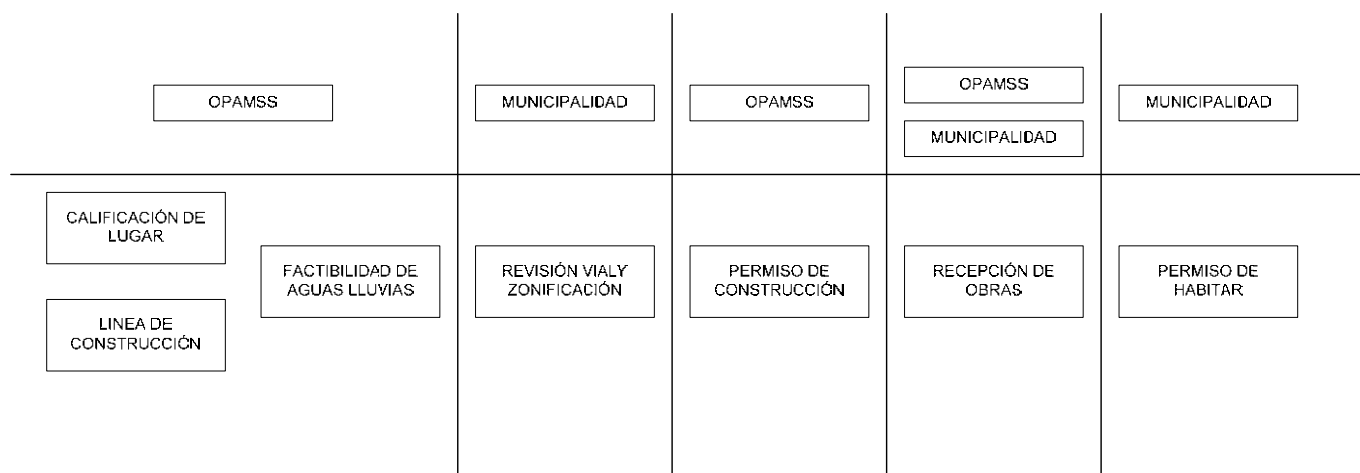 OPAMSS
MUNICIPALIDAD
OPAMSS
OPAMSS
MUNICIPALIDAD
MUNICIPALIDAD
CALIFICACIÓN DE
LUGAR
LINEA DE
CONSTRUCCIÓN
FACTIBILIDAD DE
AGUAS LLUVIAS
REVISIÓN VIALY
ZONIFICACIÓN
PERMISO DE
CONSTRUCCIÓN
RECEPCIÓN DE
OBRAS
PERMISO DE
HABITAR